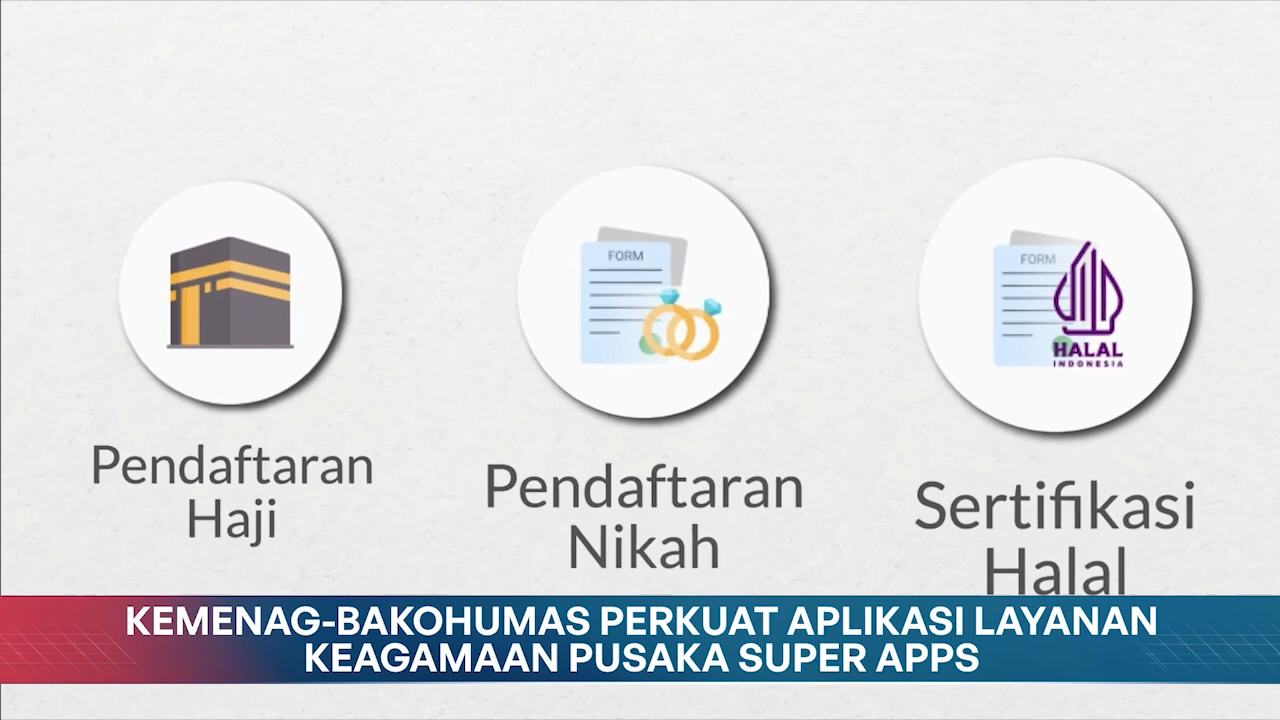 FORM
FORM
HALAL
INDONESIA
Pendaftaran
Haji
Pendaftaran
Nikah
Sertifikasi
Halal
KEMENAG-BAKOHUMAS PERKUAT APLIKASI LAYANAN
KEAGAMAAN PUSAKA SUPER APPS